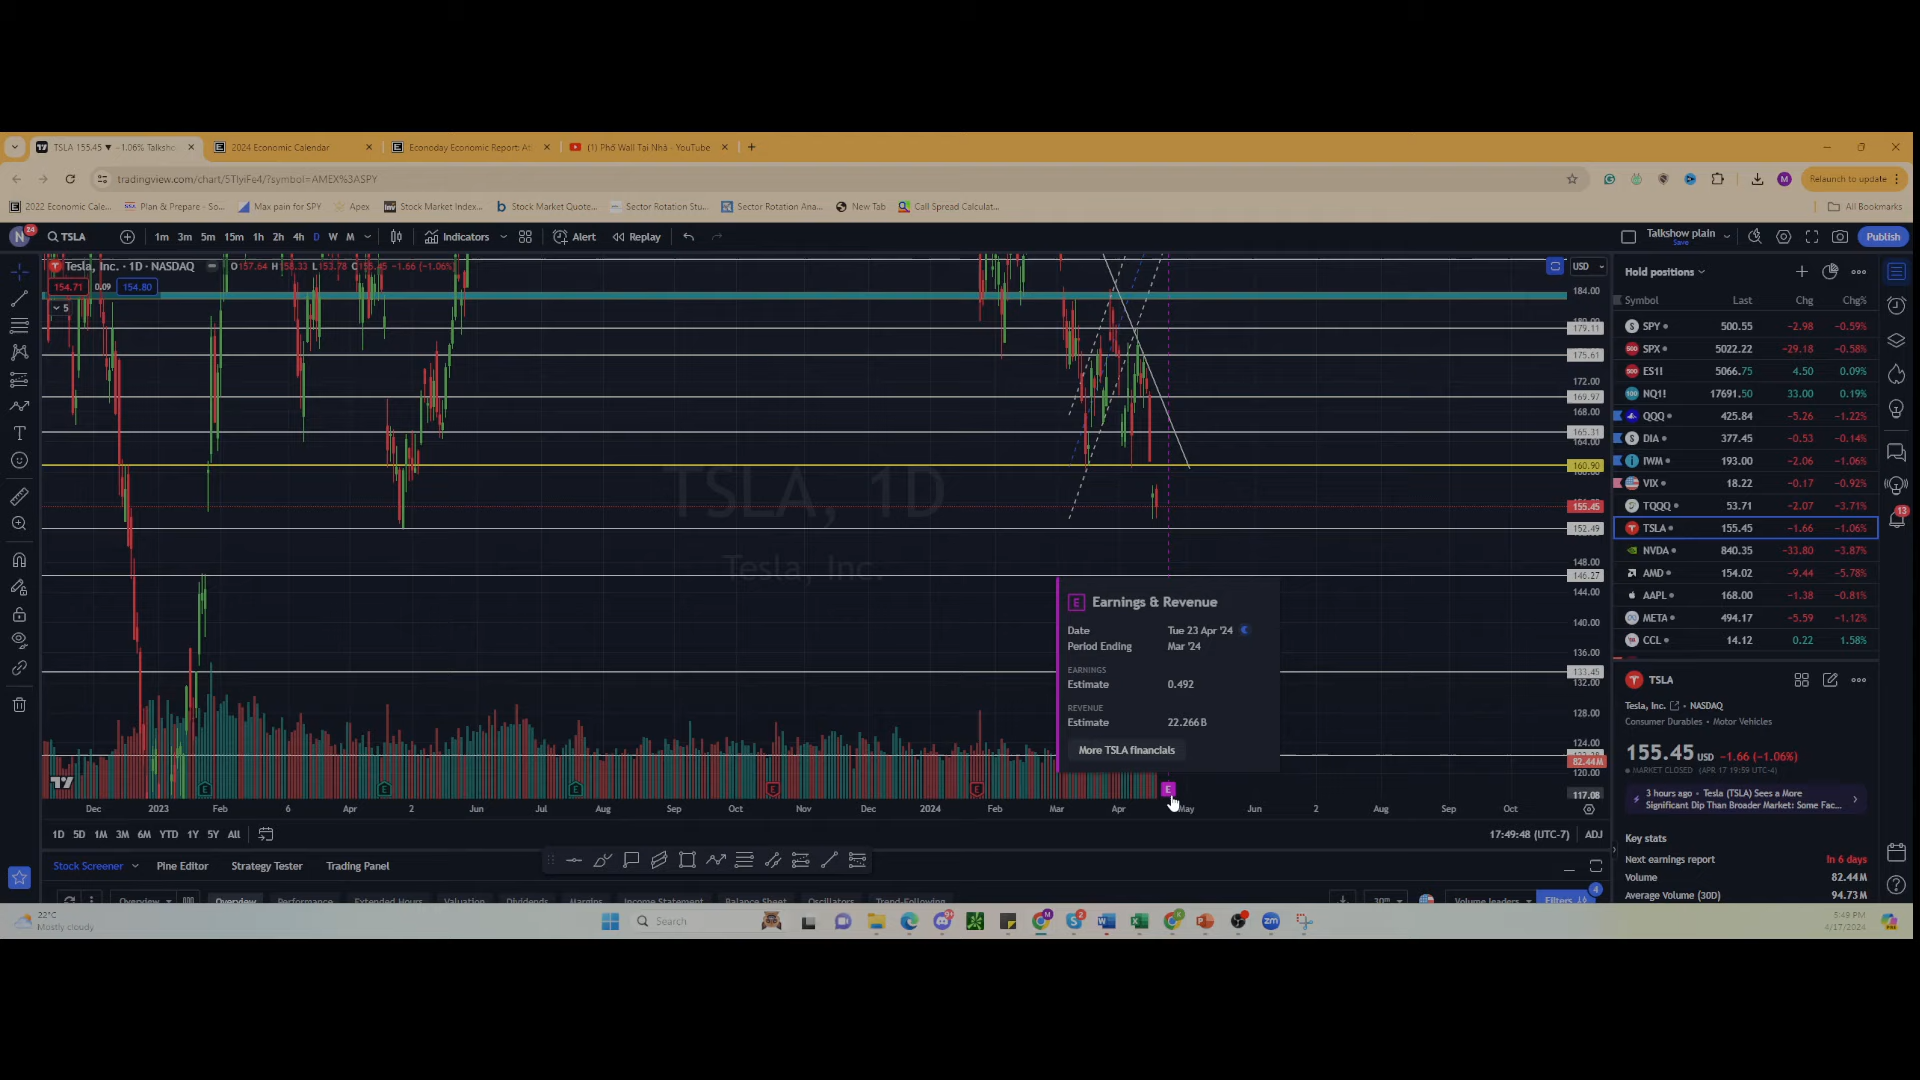 TSLA 155.45 ▼ −1.06% Talksho
2024 Economic Calendar
Econoday Economic Report: At
(1) Phố Wall Tại Nhà - YouTube
tradingview.com/chart/5TlyiFe4/?symbol=AMEX%3ASPY
Relaunch to update
2022 Economic Cale...
Plan & Prepare - So...
Max pain for SPY
Apex
Stock Market Index...
Stock Market Quote...
Sector Rotation Stu...
Sector Rotation Ana...
New Tab
Call Spread Calculat...
All Bookmarks
N 24
TSLA
1m 3m 5m 15m 1h 2h 4h D W M
Indicators
Alert
Replay
Talkshow plain
Save
Publish
Tesla, Inc. · 1D · NASDAQ
O157.64 H158.33 L153.78 C155.45 −1.66 (−1.06%)
154.71 0.09 154.80
5
USD
184.00
179.11
175.61
172.00
169.97
168.00
165.31
164.00
160.90
155.45
152.49
148.00
146.27
144.00
140.00
136.00
133.45
132.00
128.00
124.00
82.44M
120.00
117.08
TSLA, 1D
Tesla, Inc.
E Earnings & Revenue
Date Tue 23 Apr '24
Period Ending Mar '24
EARNINGS
Estimate 0.492
REVENUE
Estimate 22.266B
More TSLA financials
E E E E E E
Dec 2023 Feb 6 Apr 2 Jun Jul Aug Sep Oct Nov Dec 2024 Feb Mar Apr May Jun 2 Aug Sep Oct
1D 5D 1M 3M 6M YTD 1Y 5Y All
17:49:48 (UTC-7) ADJ
Stock Screener
Pine Editor
Strategy Tester
Trading Panel
Overview
Overview
Performance
Extended Hours
Valuation
Dividends
Margins
Income Statement
Balance Sheet
Oscillators
Trend-Following
30m
Volume leaders
Filters
4
Hold positions
Symbol Last Chg Chg%
SPY 500.55 −2.98 −0.59%
SPX 5022.22 −29.18 −0.58%
ES1! 5066.75 4.50 0.09%
NQ1! 17691.50 33.00 0.19%
QQQ 425.84 −5.26 −1.22%
DIA 377.45 −0.53 −0.14%
IWM 193.00 −2.06 −1.06%
VIX 18.22 −0.17 −0.92%
TQQQ 53.71 −2.07 −3.71%
TSLA 155.45 −1.66 −1.06%
NVDA 840.35 −33.80 −3.87%
AMD 154.02 −9.44 −5.78%
AAPL 168.00 −1.38 −0.81%
META 494.17 −5.59 −1.12%
CCL 14.12 0.22 1.58%
13
TSLA
Tesla, Inc. • NASDAQ
Consumer Durables • Motor Vehicles
155.45 USD −1.66 (−1.06%)
MARKET CLOSED (APR 17 19:59 UTC-4)
3 hours ago • Tesla (TSLA) Sees a More
Significant Dip Than Broader Market: Some Fac...
Key stats
Next earnings report In 6 days
Volume 82.44M
Average Volume (30D) 94.73M
22°C
Mostly cloudy
Search
5:49 PM
4/17/2024